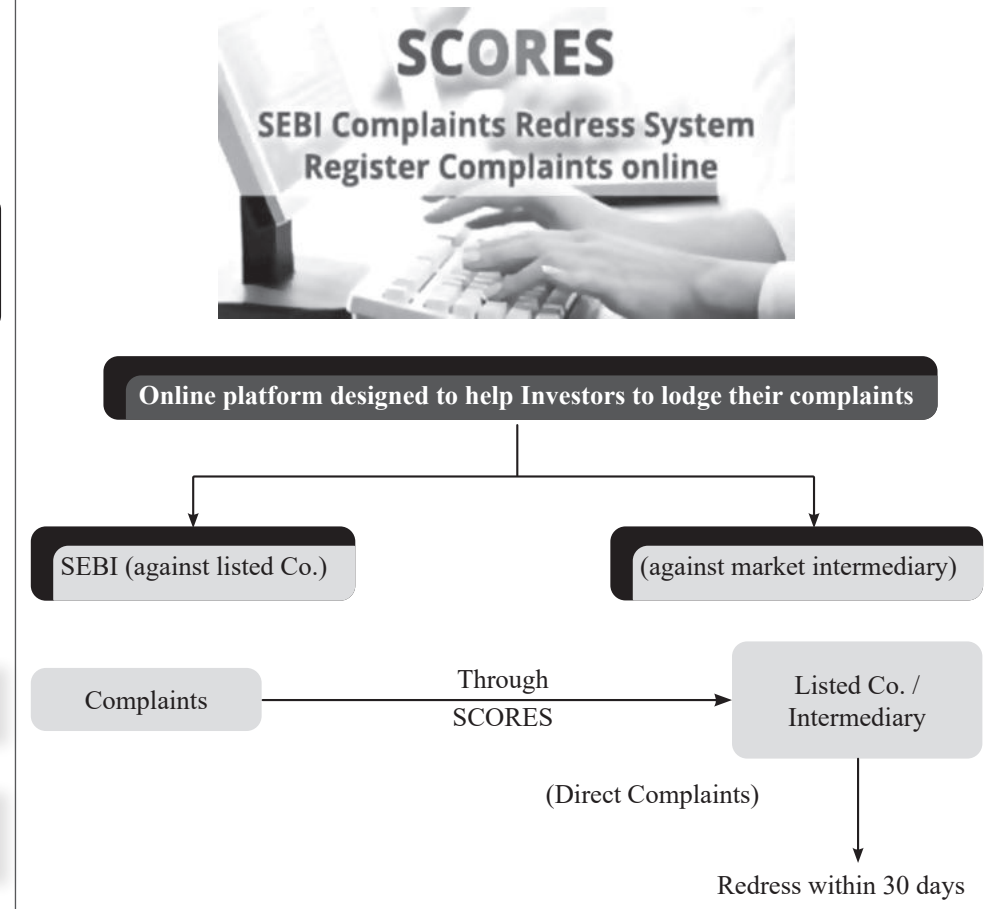 SCORES
SEBI Complaints Redress System
Register Complaints online
Online platform designed to help Investors to lodge their complaints
SEBI (against listed Co.)
(against market intermediary)
Complaints
Through
SCORES
Listed Co. /
Intermediary
(Direct Complaints)
Redress within 30 days